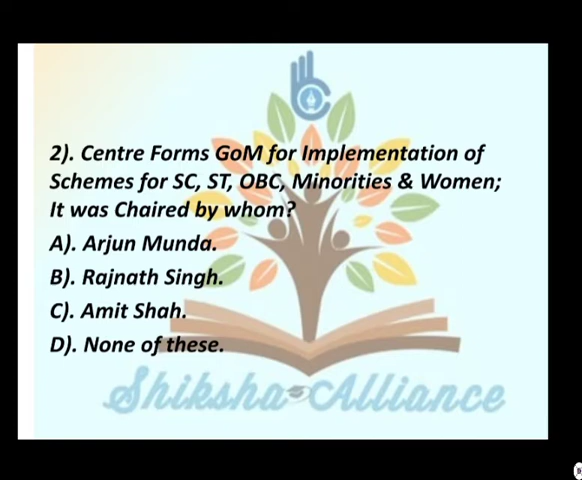 2). Centre Forms GoM for Implementation of
Schemes for SC, ST, OBC, Minorities & Women;
It was Chaired by whom?
A). Arjun Munda.
B). Rajnath Singh.
C). Amit Shah.
D). None of these.
Shiksha Alliance